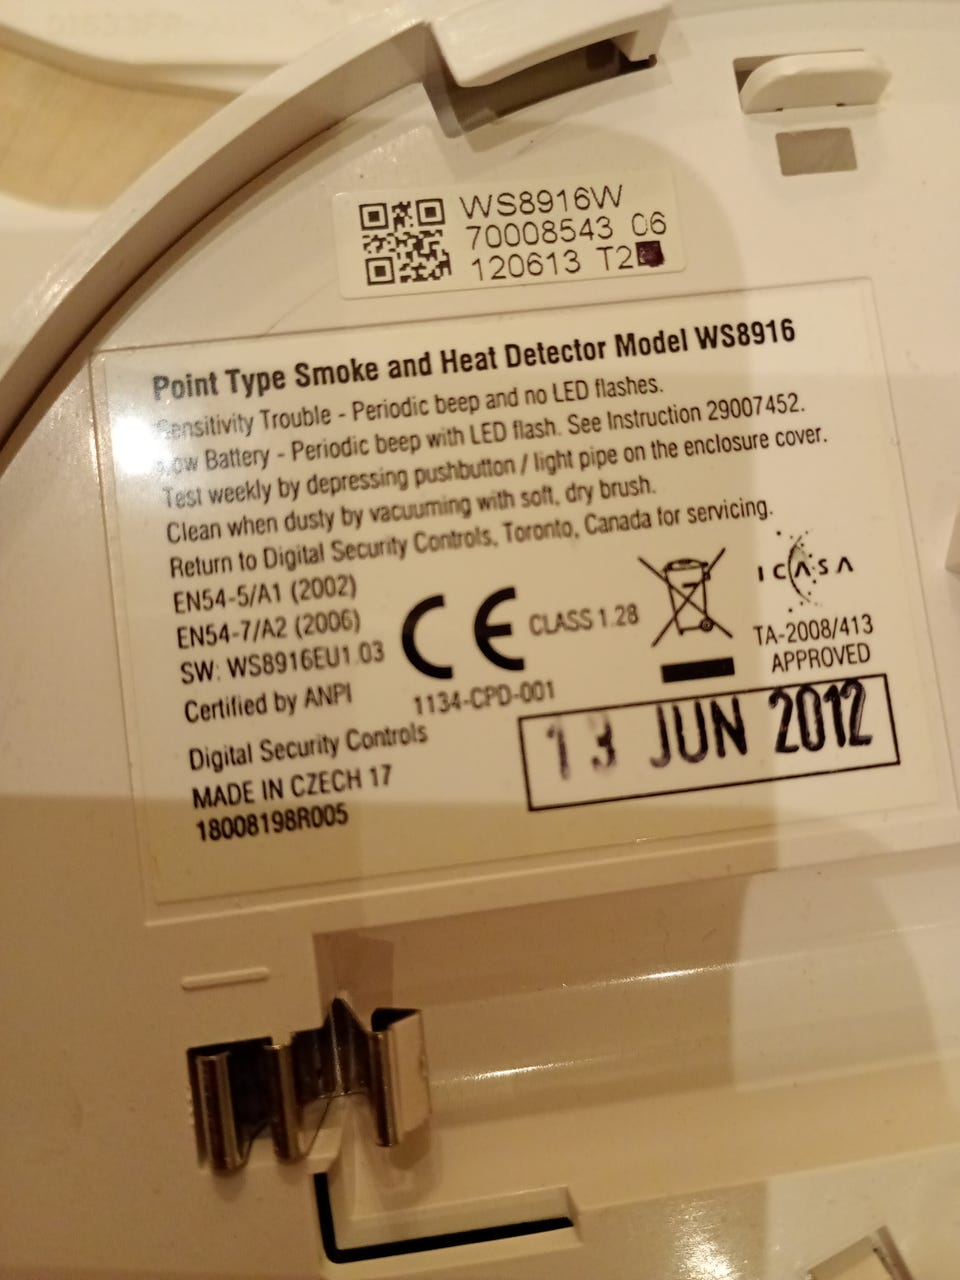 WS8916W
70008543 06
120613 T2
Point Type Smoke and Heat Detector Model WS8916
Sensitivity Trouble - Periodic beep and no LED flashes.
Low Battery - Periodic beep with LED flash. See Instruction 29007452.
Test weekly by depressing pushbutton / light pipe on the enclosure cover.
Clean when dusty by vacuuming with soft, dry brush.
Return to Digital Security Controls, Toronto, Canada for servicing.
EN54-5/A1 (2002)
EN54-7/A2 (2006)
SW: WS8916EU1.03
Certified by ANPI
CE CLASS 1.28
1134-CPD-001
ICASA
TA-2008/413
APPROVED
Digital Security Controls
MADE IN CZECH 17
18008198R005
13 JUN 2012